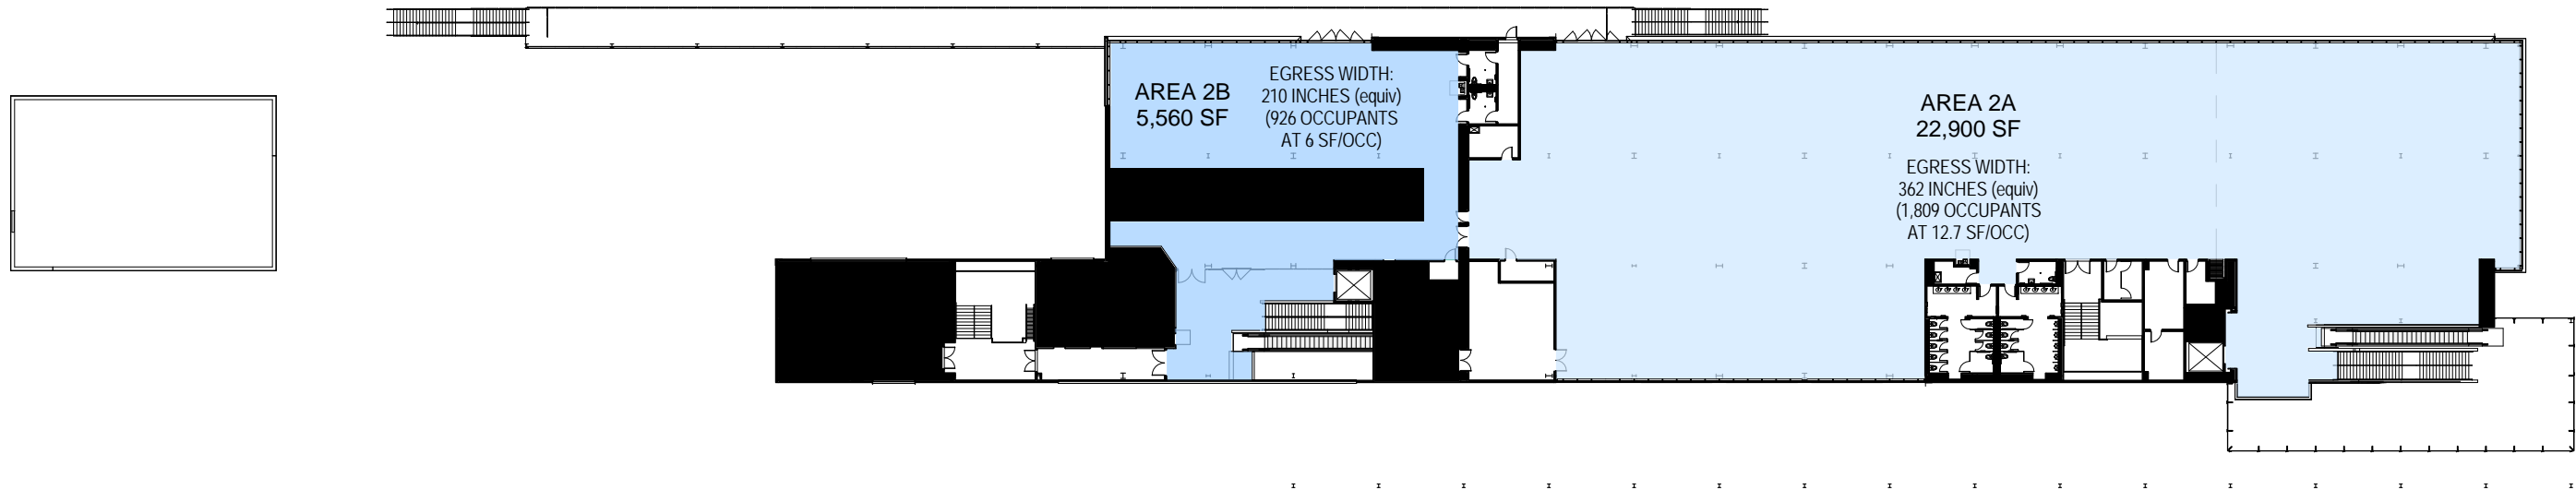 AREA 2B
5,560 SF
EGRESS WIDTH:
210 INCHES (equiv)
(926 OCCUPANTS
AT 6 SF/OCC)
AREA 2A
22,900 SF
EGRESS WIDTH:
362 INCHES (equiv)
(1,809 OCCUPANTS
AT 12.7 SF/OCC)